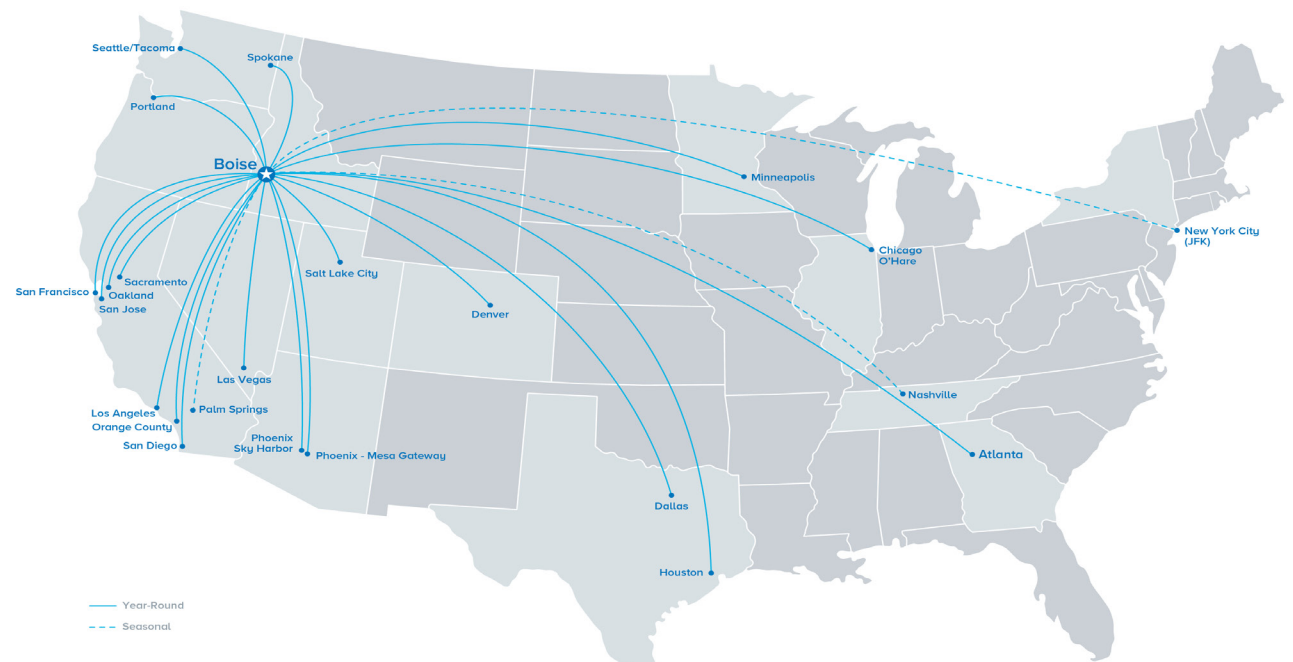 Seattle/Tacoma
Spokane
Portland
Boise
Minneapolis
New York City
(JFK)
Chicago
O'Hare
Salt Lake City
Sacramento
San Francisco
Oakland
San Jose
Denver
Las Vegas
Nashville
Los Angeles
Palm Springs
Orange County
San Diego
Phoenix
Sky Harbor
Phoenix - Mesa Gateway
Atlanta
Dallas
Houston
Year-Round
Seasonal